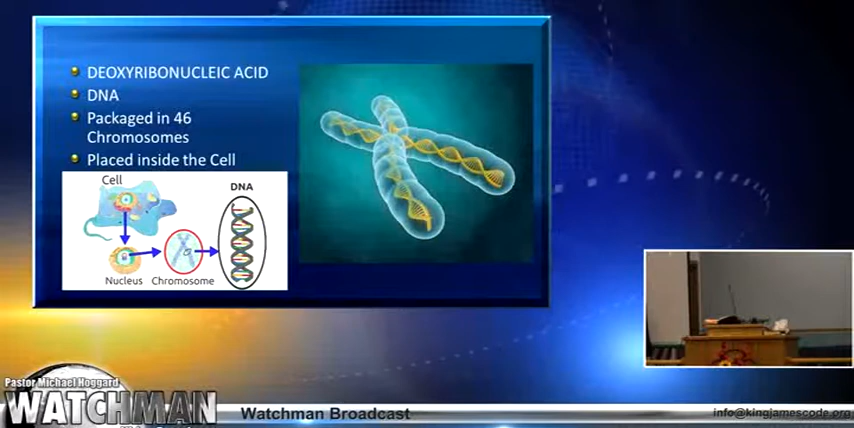 DEOXYRIBONUCLEIC ACID
DNA
Packaged in 46
Chromosomes
Placed inside the Cell
Cell
DNA
Nucleus
Chromosome
Pastor Michael Hoggard
WATCHMAN
Watchman Broadcast
info@kingjamescode.org